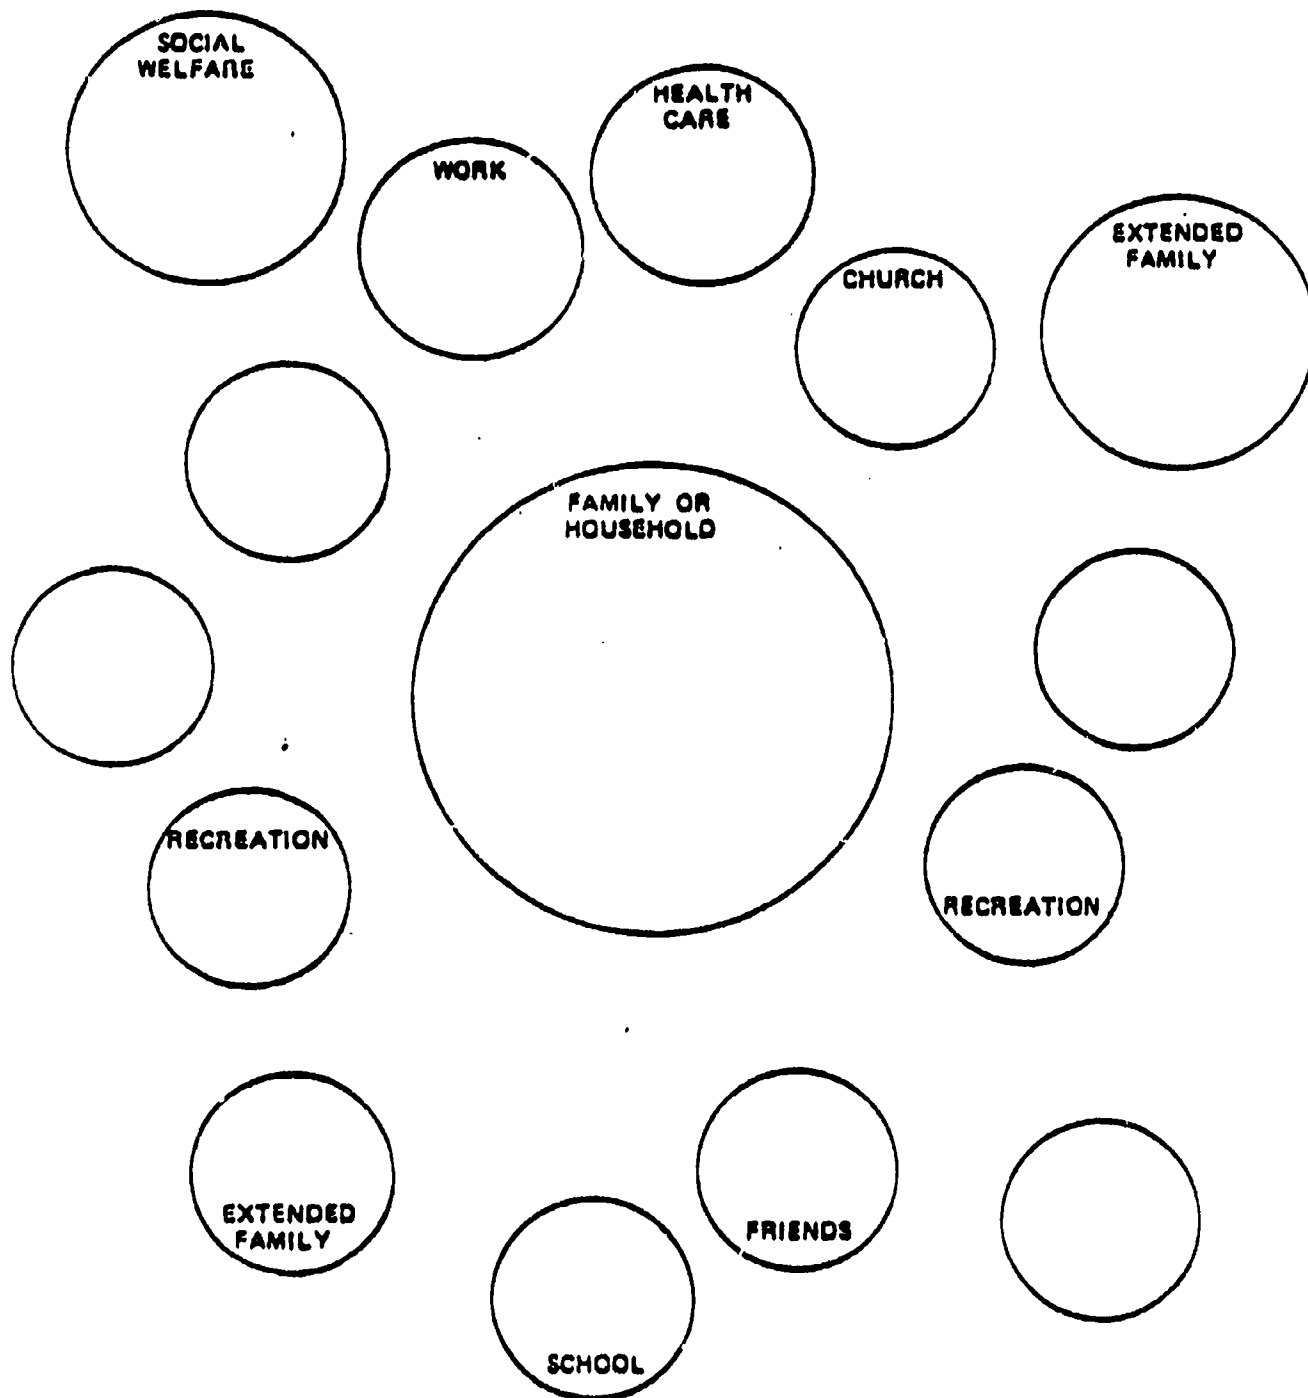 SOCIAL
WELFARE
HEALTH
CARE
WORK
EXTENDED
FAMILY
CHURCH
FAMILY OR
HOUSEHOLD
RECREATION
RECREATION
EXTENDED
FAMILY
FRIENDS
SCHOOL